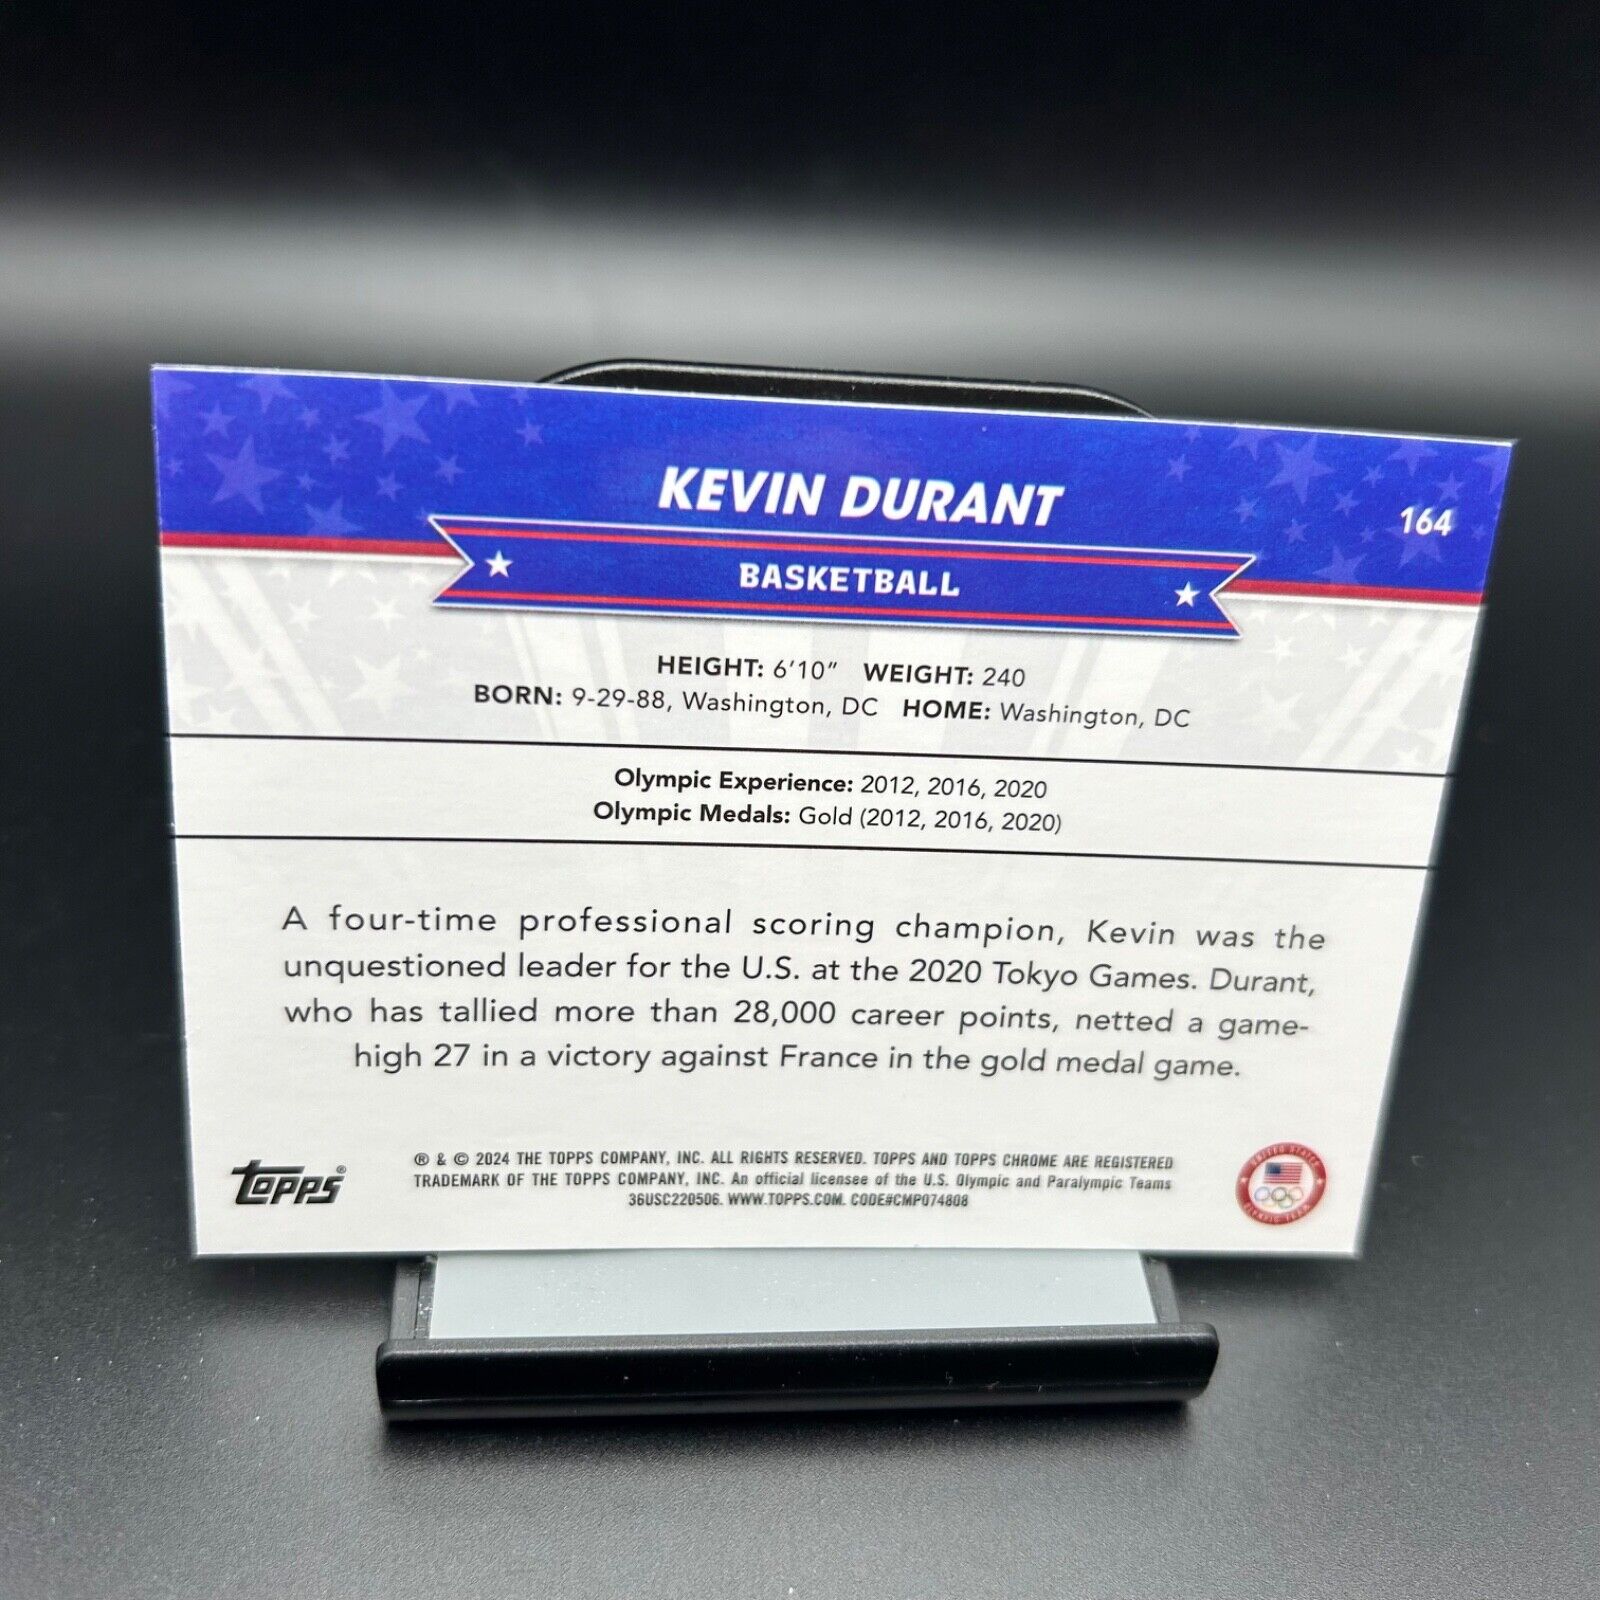 KEVIN DURANT
164
BASKETBALL
HEIGHT: 6'10" WEIGHT: 240
BORN: 9-29-88, Washington, DC HOME: Washington, DC
Olympic Experience: 2012, 2016, 2020
Olympic Medals: Gold (2012, 2016, 2020)
A four-time professional scoring champion, Kevin was the
unquestioned leader for the U.S. at the 2020 Tokyo Games. Durant,
who has tallied more than 28,000 career points, netted a game-
high 27 in a victory against France in the gold medal game.
topps®
® & © 2024 THE TOPPS COMPANY, INC. ALL RIGHTS RESERVED. TOPPS AND TOPPS CHROME ARE REGISTERED
TRADEMARK OF THE TOPPS COMPANY, INC. An official licensee of the U.S. Olympic and Paralympic Teams
36USC220506. WWW.TOPPS.COM. CODE#CMP074808
UNITED STATES
OLYMPIC TEAM